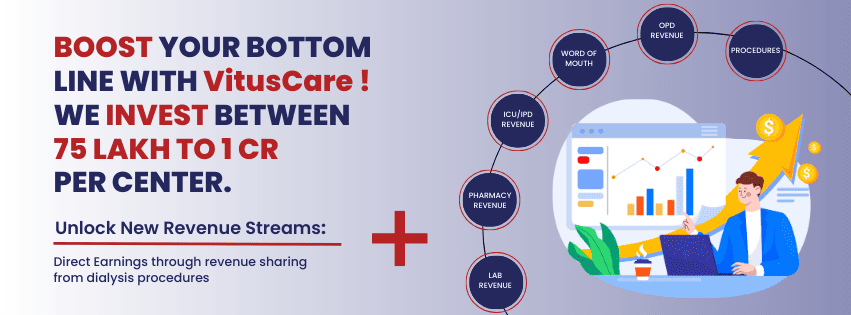 BOOST YOUR BOTTOM
LINE WITH VitusCare !
WE INVEST BETWEEN
75 LAKH TO 1 CR
PER CENTER.
Unlock New Revenue Streams:
Direct Earnings through revenue sharing
from dialysis procedures
LAB
REVENUE
PHARMACY
REVENUE
ICU/IPD
REVENUE
WORD OF
MOUTH
OPD
REVENUE
PROCEDURES
$
$
$